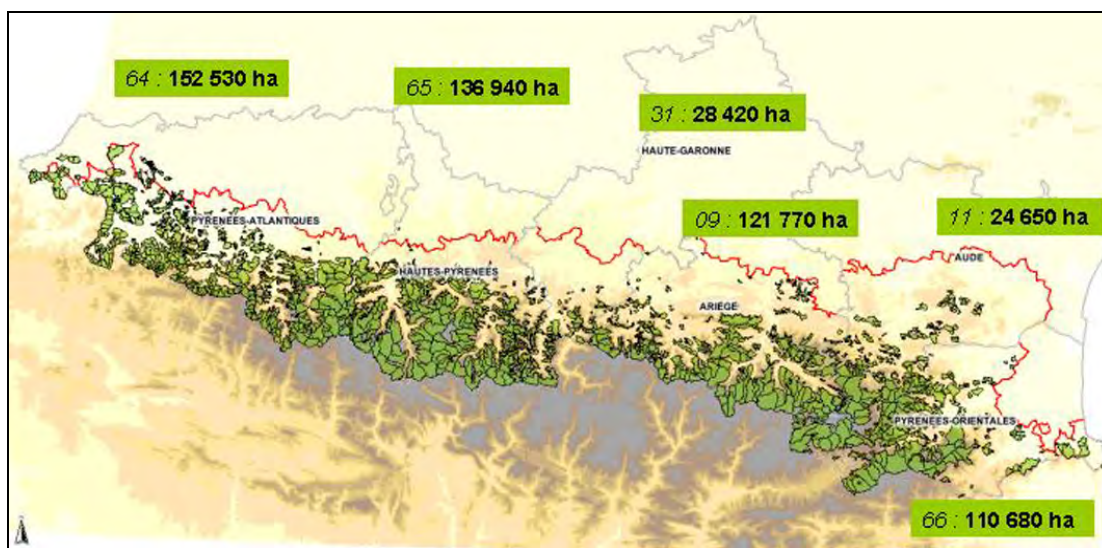 64 : 152 530 ha
65 : 136 940 ha
31 : 28 420 ha
HAUTE-GARONNE
09 : 121 770 ha
11 : 24 650 ha
PYRENEES-ATLANTIQUES
AUDE
HAUTES-PYRENEES
ARIÈGE
PYRENEES-ORIENTALES
66 : 110 680 ha